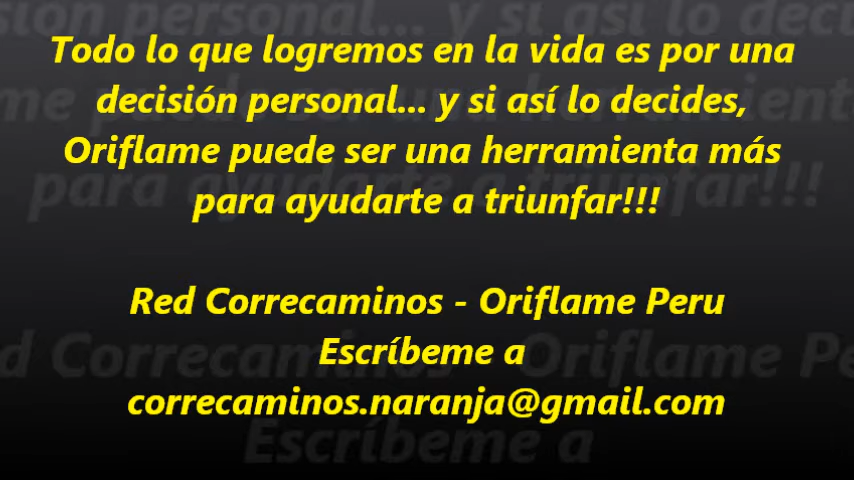 Todo lo que logremos en la vida es por una
decisión personal... y si así lo decides,
Oriflame puede ser una herramienta más
para ayudarte a triunfar!!!
Red Correcaminos - Oriflame Peru
Escríbeme a
correcaminos.naranja@gmail.com